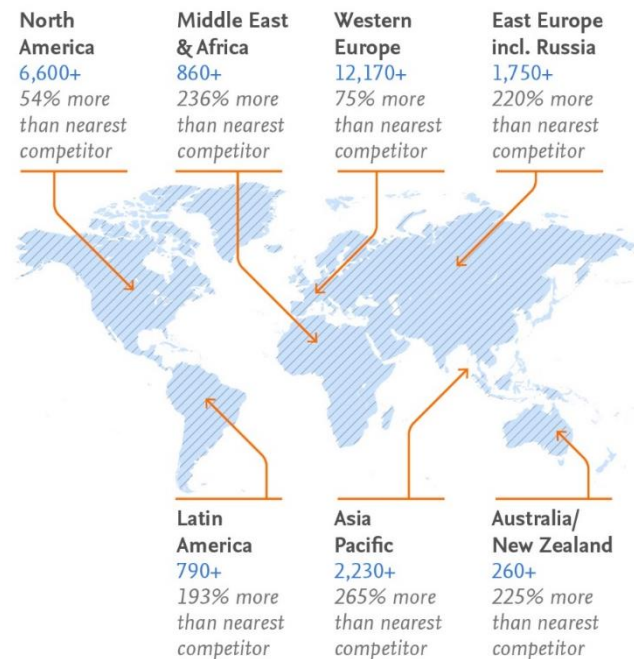 North
America
6,600+
54% more
than nearest
competitor
Middle East
& Africa
860+
236% more
than nearest
competitor
Western
Europe
12,170+
75% more
than nearest
competitor
East Europe
incl. Russia
1,750+
220% more
than nearest
competitor
Latin
America
790+
193% more
than nearest
competitor
Asia
Pacific
2,230+
265% more
than nearest
competitor
Australia/
New Zealand
260+
225% more
than nearest
competitor